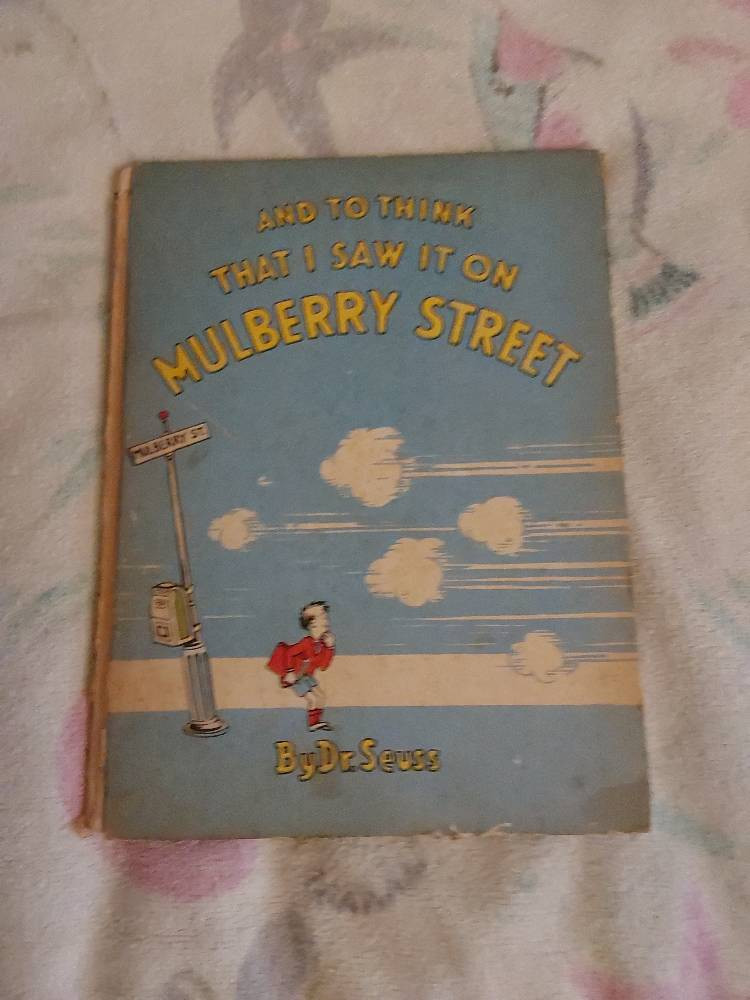 AND TO THINK
THAT I SAW IT ON
MULBERRY STREET
MULBERRY ST.
By Dr. Seuss